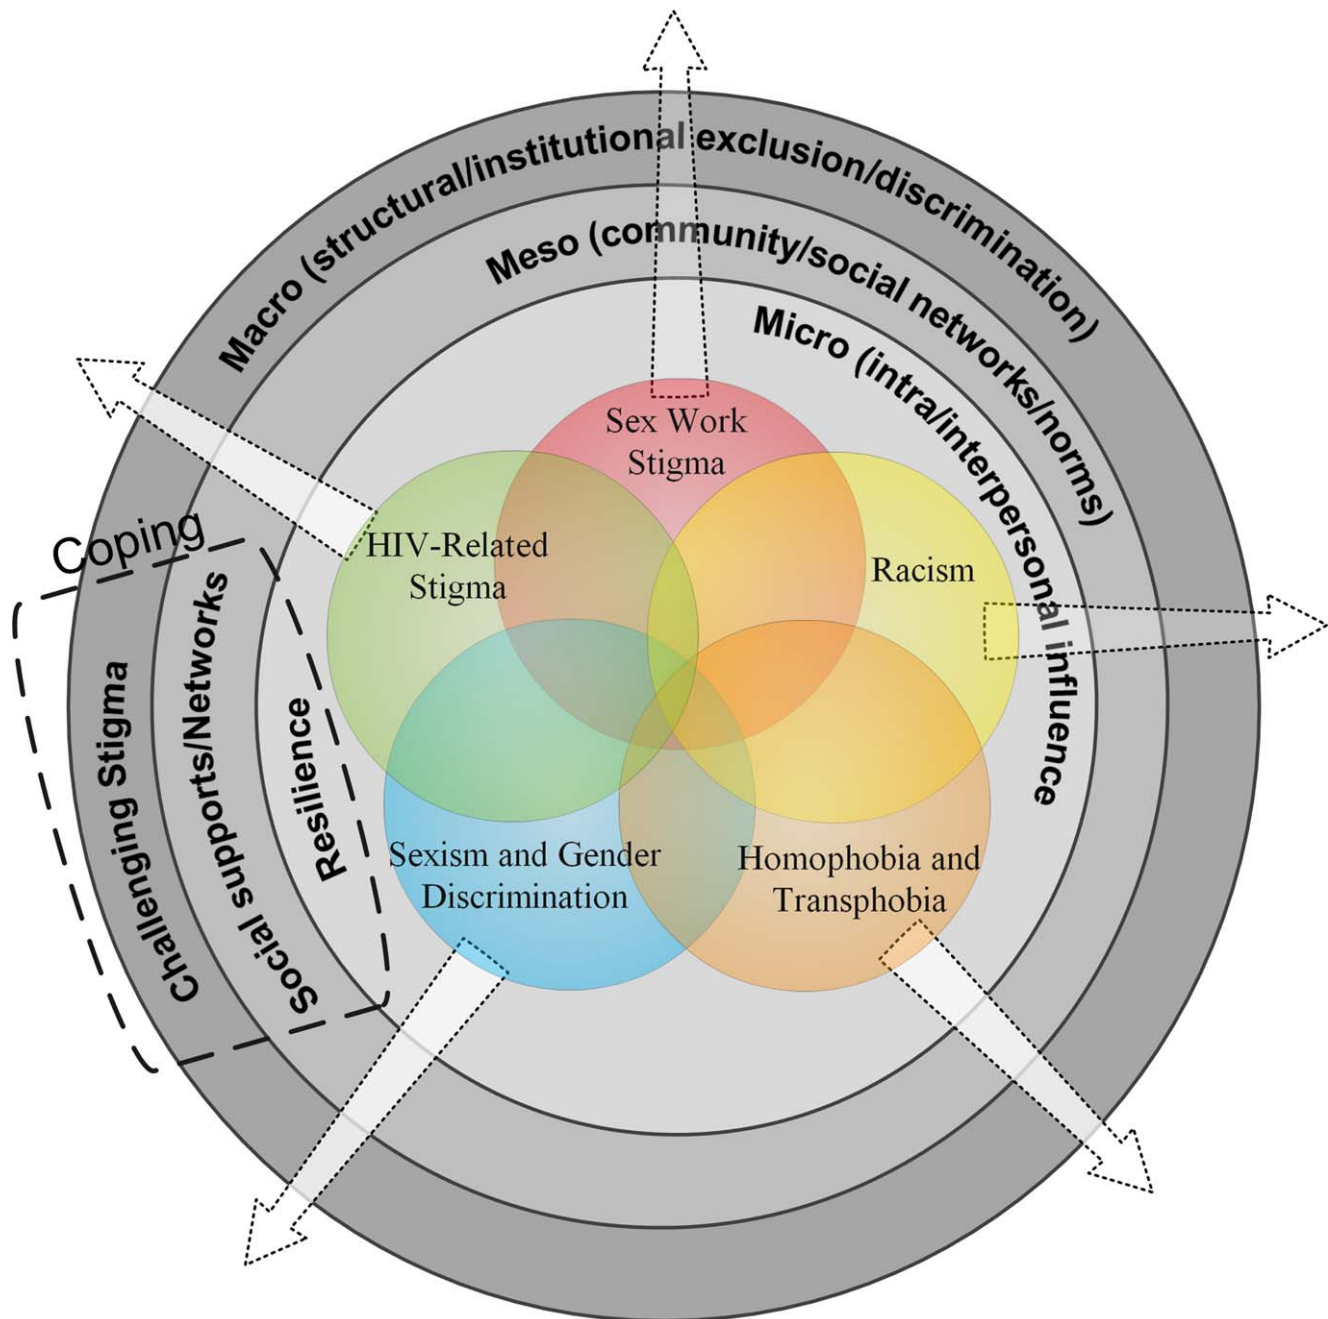 Macro (structural/institutional exclusion/discrimination)
Meso (community/social networks/norms)
Micro (intra/interpersonal influence
Sex Work
Stigma
HIV-Related
Stigma
Racism
Coping
Challenging Stigma
Social supports/Networks
Resilience
Sexism and Gender
Discrimination
Homophobia and
Transphobia